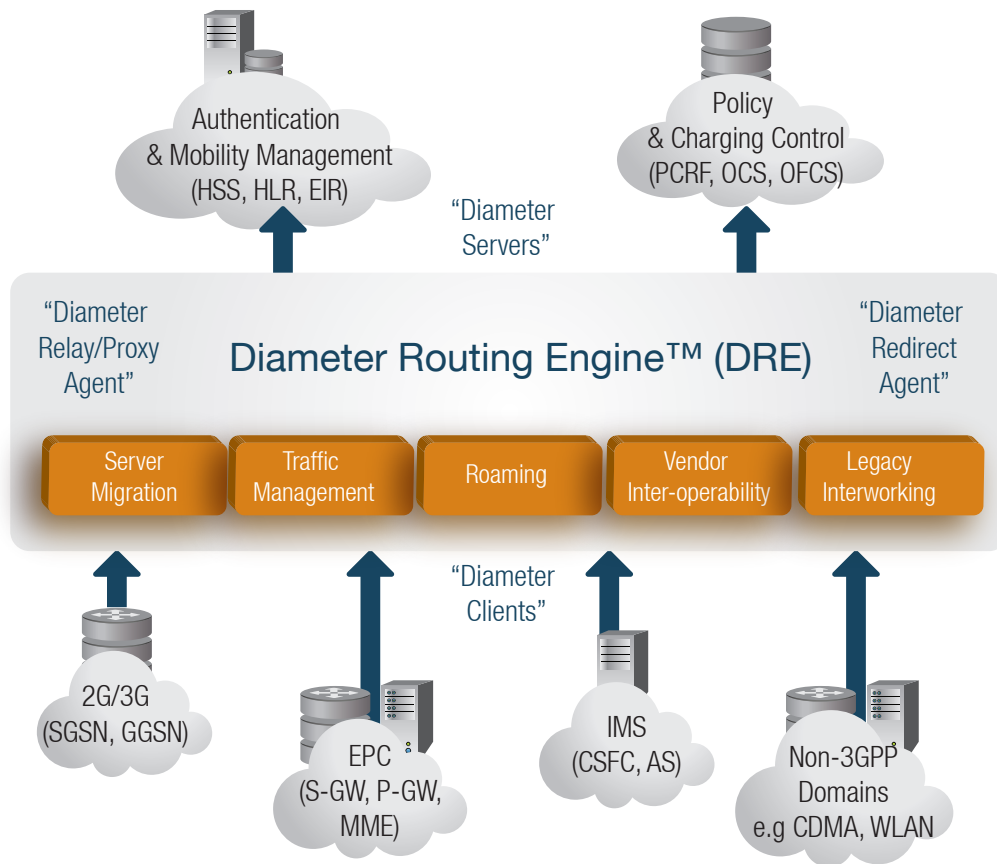 Authentication
& Mobility Management
(HSS, HLR, EIR)
Policy
& Charging Control
(PCRF, OCS, OFCS)
“Diameter
Servers”
“Diameter
Relay/Proxy
Agent”
Diameter Routing Engine™ (DRE)
“Diameter
Redirect
Agent”
Server
Migration
Traffic
Management
Roaming
Vendor
Inter-operability
Legacy
Interworking
“Diameter
Clients”
2G/3G
(SGSN, GGSN)
EPC
(S-GW, P-GW,
MME)
IMS
(CSFC, AS)
Non-3GPP
Domains
e.g CDMA, WLAN